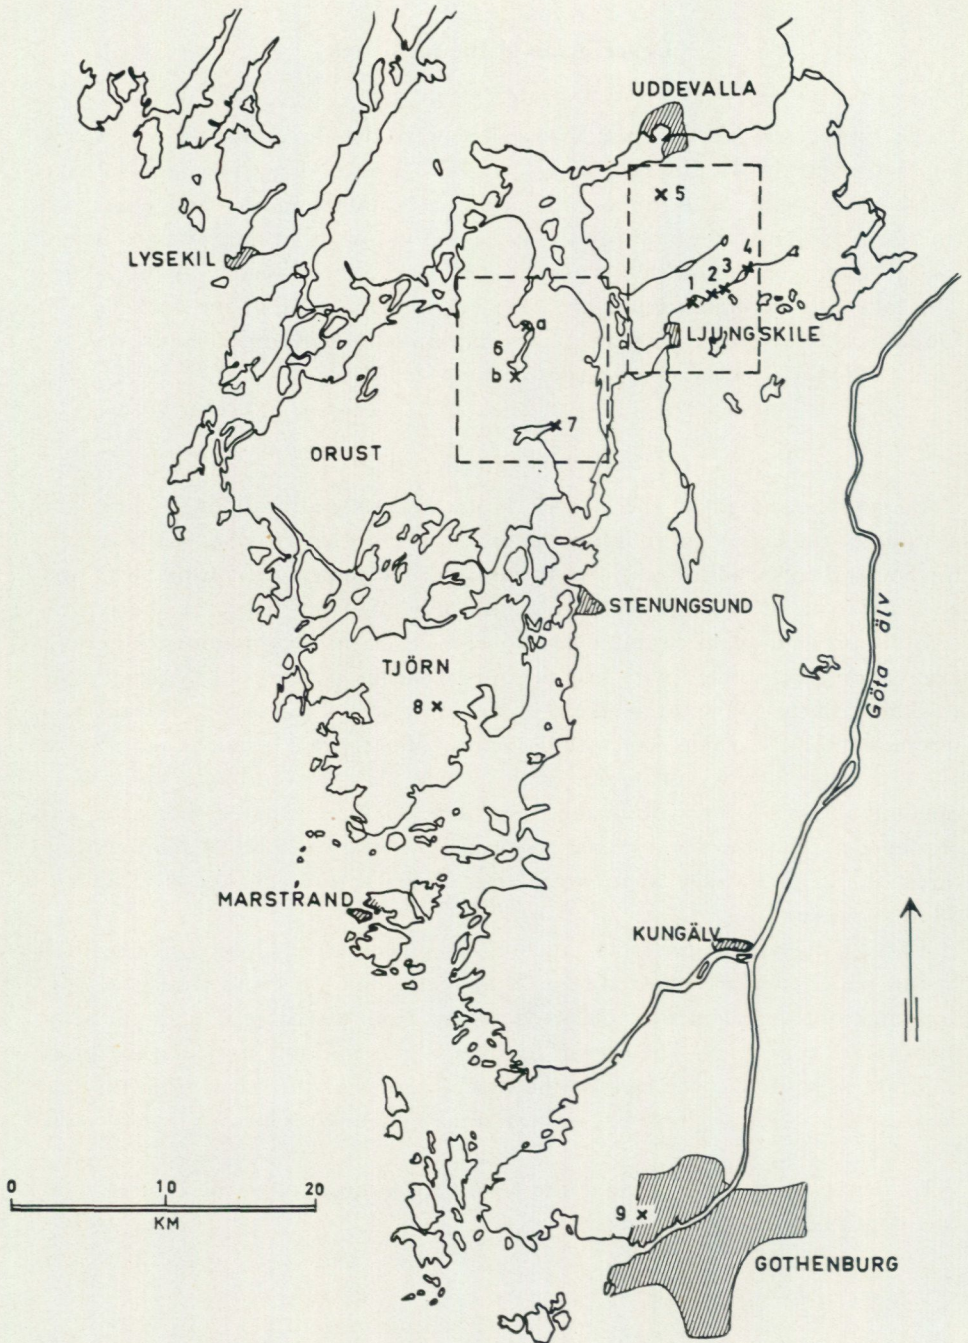 UDDEVALLA
5
LYSEKIL
4
3
2
1
LJUNGSKILE
a
6
b
7
ORUST
STENUNGSUND
TJÖRN
8
Göta älv
MARSTRAND
KUNGÄLV
0 10 20
KM
9
GOTHENBURG